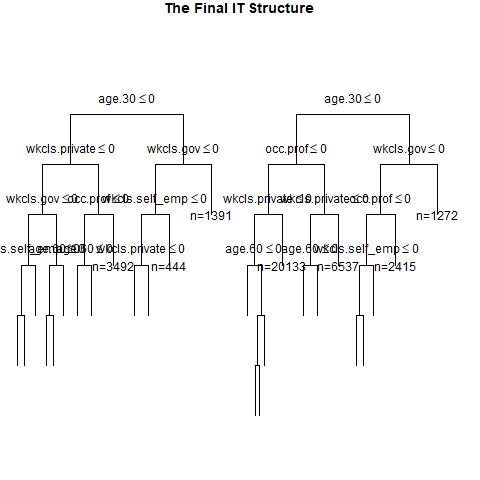 The Final IT Structure
age.30 ≤ 0 age.30 ≤ 0
wkcls.private ≤ 0 wkcls.gov ≤ 0 occ.prof ≤ 0 wkcls.gov ≤ 0
wkcls.gov ≤ 0 occ.prof ≤ 0 wkcls.self_emp ≤ 0 wkcls.private ≤ 0 wkcls.private ≤ 0 occ.prof ≤ 0
n=1391 n=1272
age.60 ≤ 0 wkcls.private ≤ 0 age.60 ≤ 0 age.60 ≤ 0 wkcls.self_emp ≤ 0
n=3492 n=444 n=20133 n=6537 n=2415